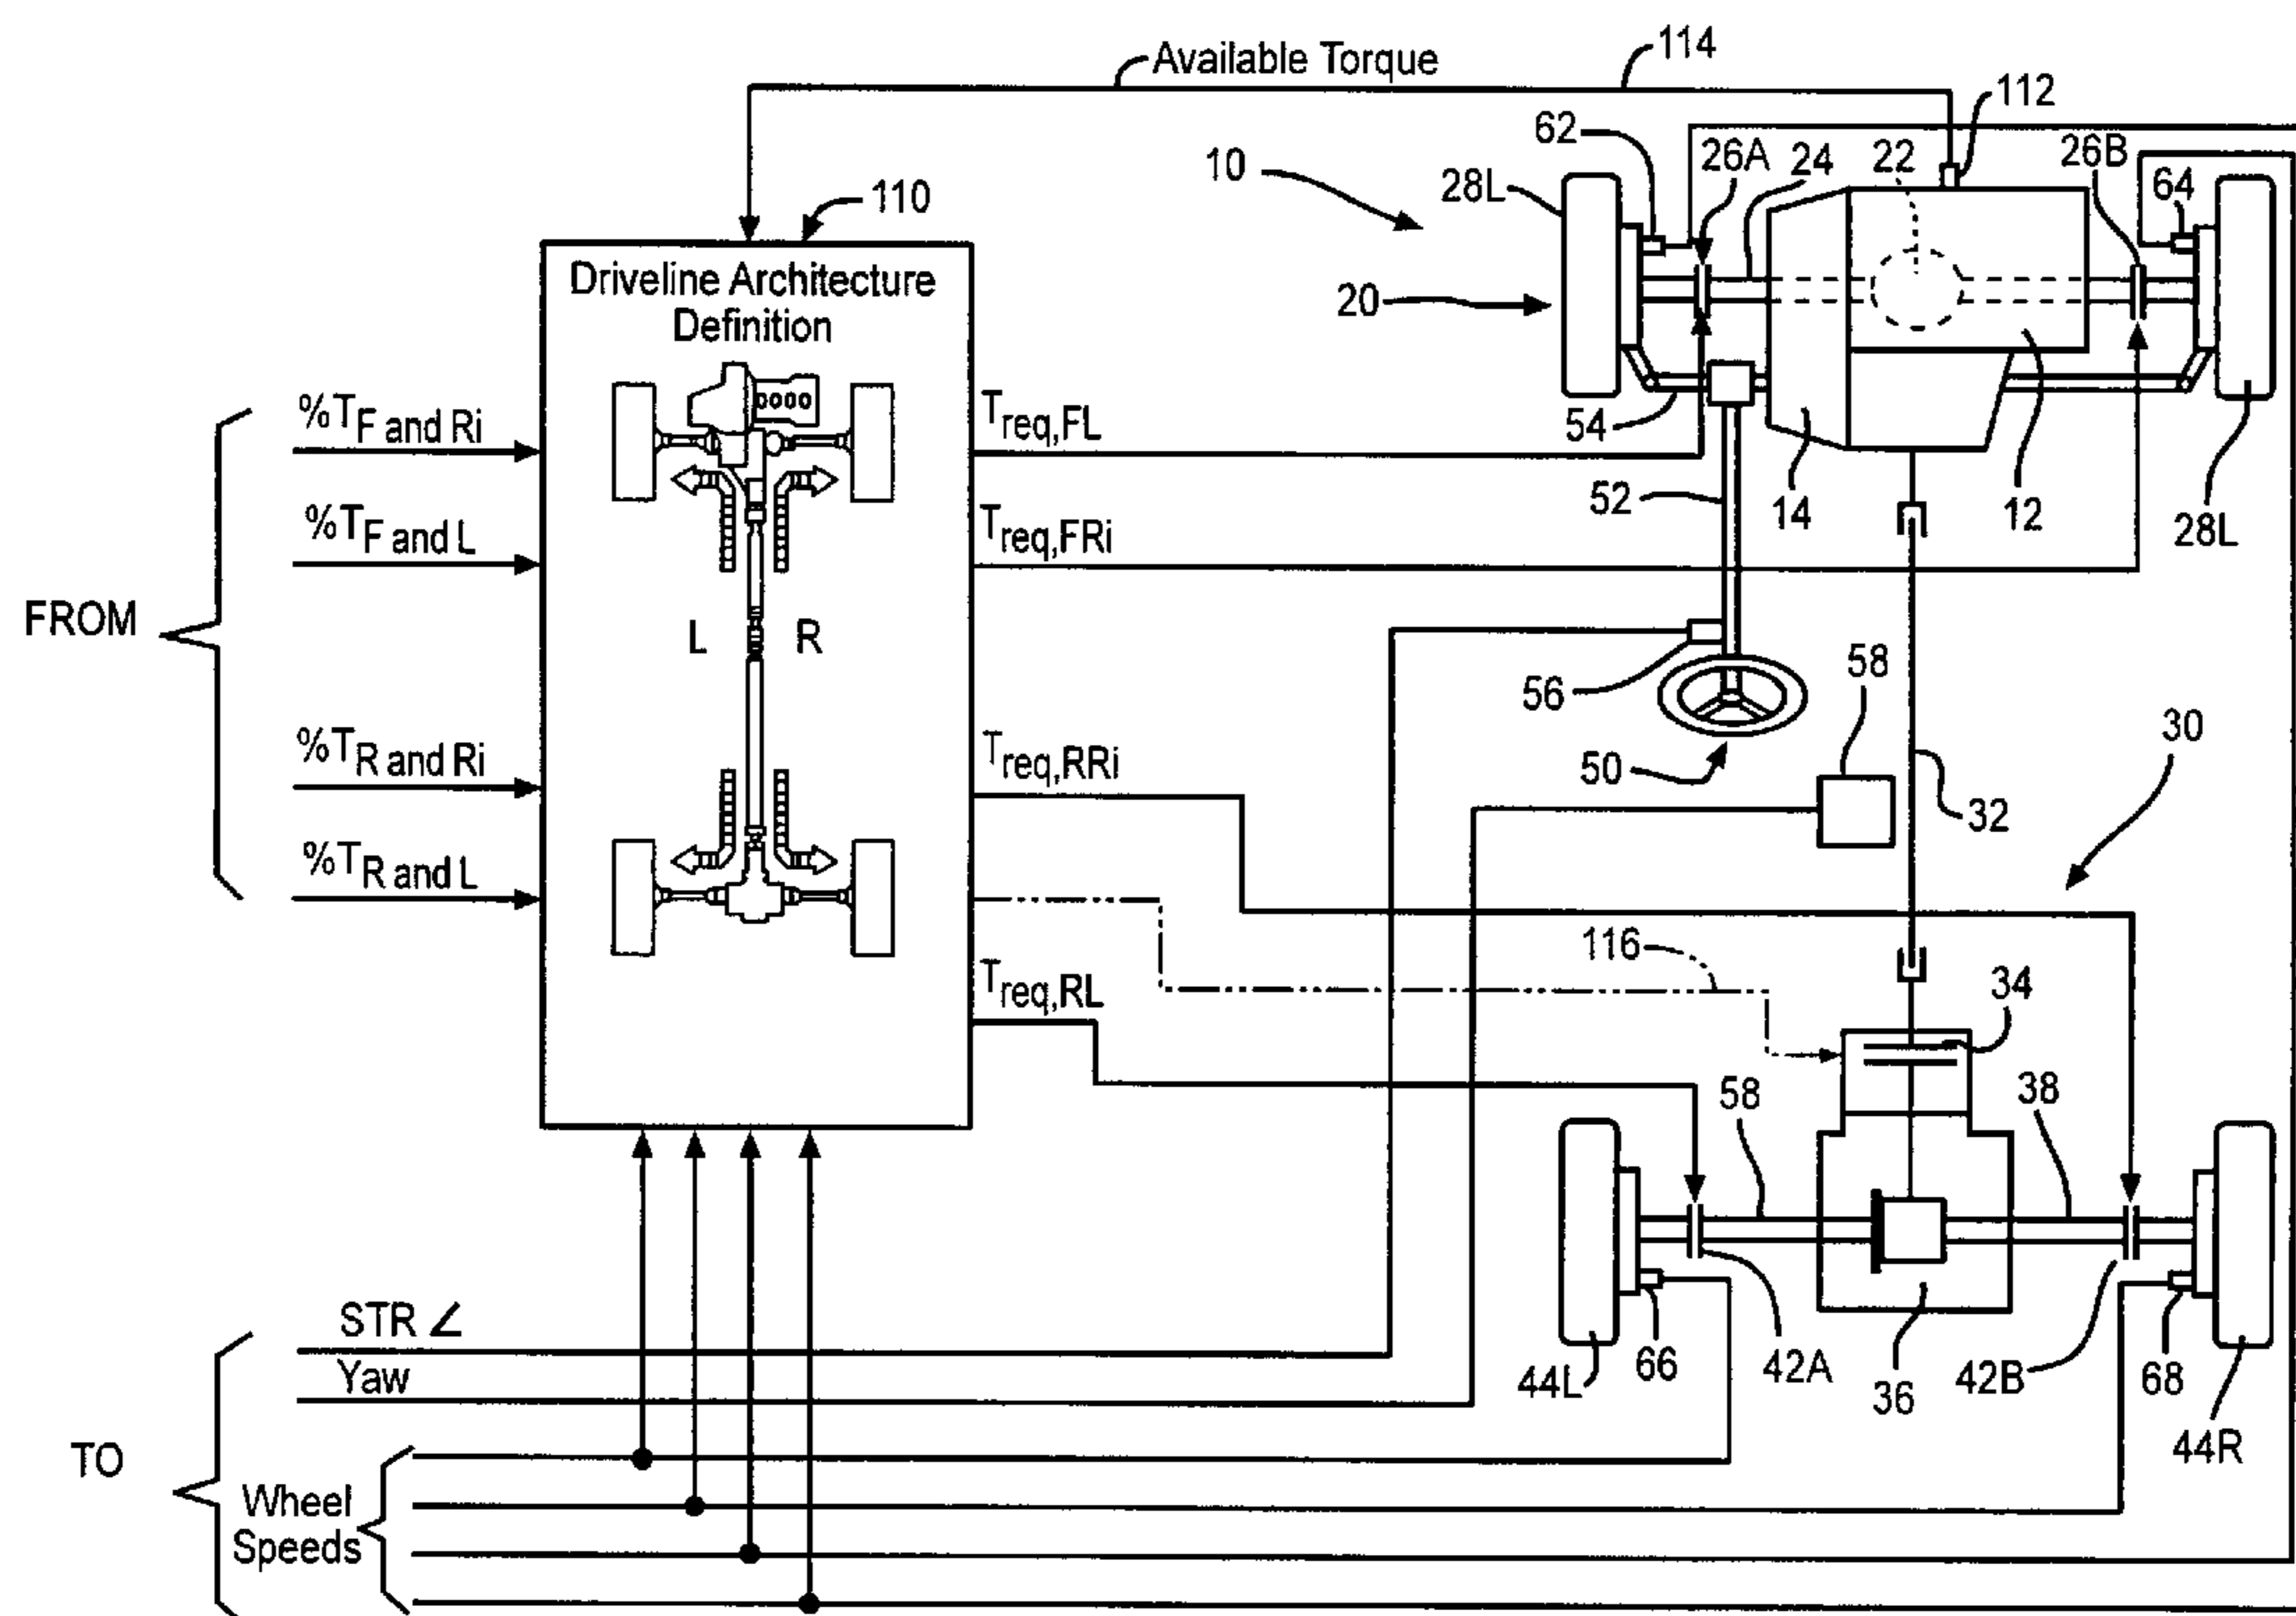 Available Torque
114
112
62
26A
24
22
26B
10
28L
64
110
20
Driveline Architecture
Definition
%TF and Ri
Treq,FL
54
52
14
12
28L
%TF and L
Treq,FRi
FROM
L
R
56
58
30
%TR and Ri
Treq,RRi
50
32
%TR and L
116
34
Treq,RL
58
38
STR ∠
Yaw
44L
66
42A
36
42B
68
44R
TO
Wheel
Speeds